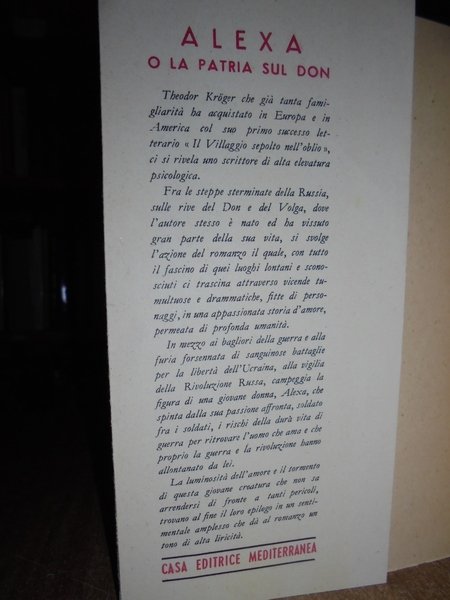 ALEXA
O LA PATRIA SUL DON
Theodor Kröger che già tanta fami-
gliarità ha acquistato in Europa e in
America col suo primo successo let-
terario « Il Villaggio sepolto nell'oblio »,
ci si rivela uno scrittore di alta elevatura
psicologica.
Fra le steppe sterminate della Russia,
sulle rive del Don e del Volga, dove
l'autore stesso è nato ed ha vissuto
gran parte della sua vita, si svolge
l'azione del romanzo il quale, con tutto
il fascino di quei luoghi lontani e scono-
sciuti ci trascina attraverso vicende tu-
multuose e drammatiche, fitte di perso-
naggi, in una appassionata storia d'amore,
permeata di profonda umanità.
In mezzo ai bagliori della guerra e alla
furia forsennata di sanguinose battaglie
per la libertà dell'Ucraina, alla vigilia
della Rivoluzione Russa, campeggia la
figura di una giovane donna, Alexa, che
spinta dalla sua passione affronta, soldato
fra i soldati, i rischi della durà vita di
guerra per ritrovare l'uomo che ama e che
proprio la guerra e la rivoluzione hanno
allontanato da lei.
La luminosità dell'amore e il tormento
di questa giovane creatura che non sa
arrendersi di fronte a tanti pericoli,
trovano al fine il loro epilogo in un senti-
mentale amplesso che dà al romanzo un
tono di alta liricità.
CASA EDITRICE MEDITERRANEA